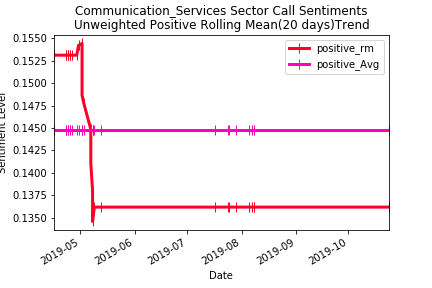 Communication_Services Sector Call Sentiments
Unweighted Positive Rolling Mean(20 days)Trend
0.1550
0.1525
0.1500
0.1475
0.1450
0.1425
0.1400
0.1375
0.1350
Sentiment Level
positive_rm
positive_Avg
2019-05
2019-06
2019-07
2019-08
2019-09
2019-10
Date